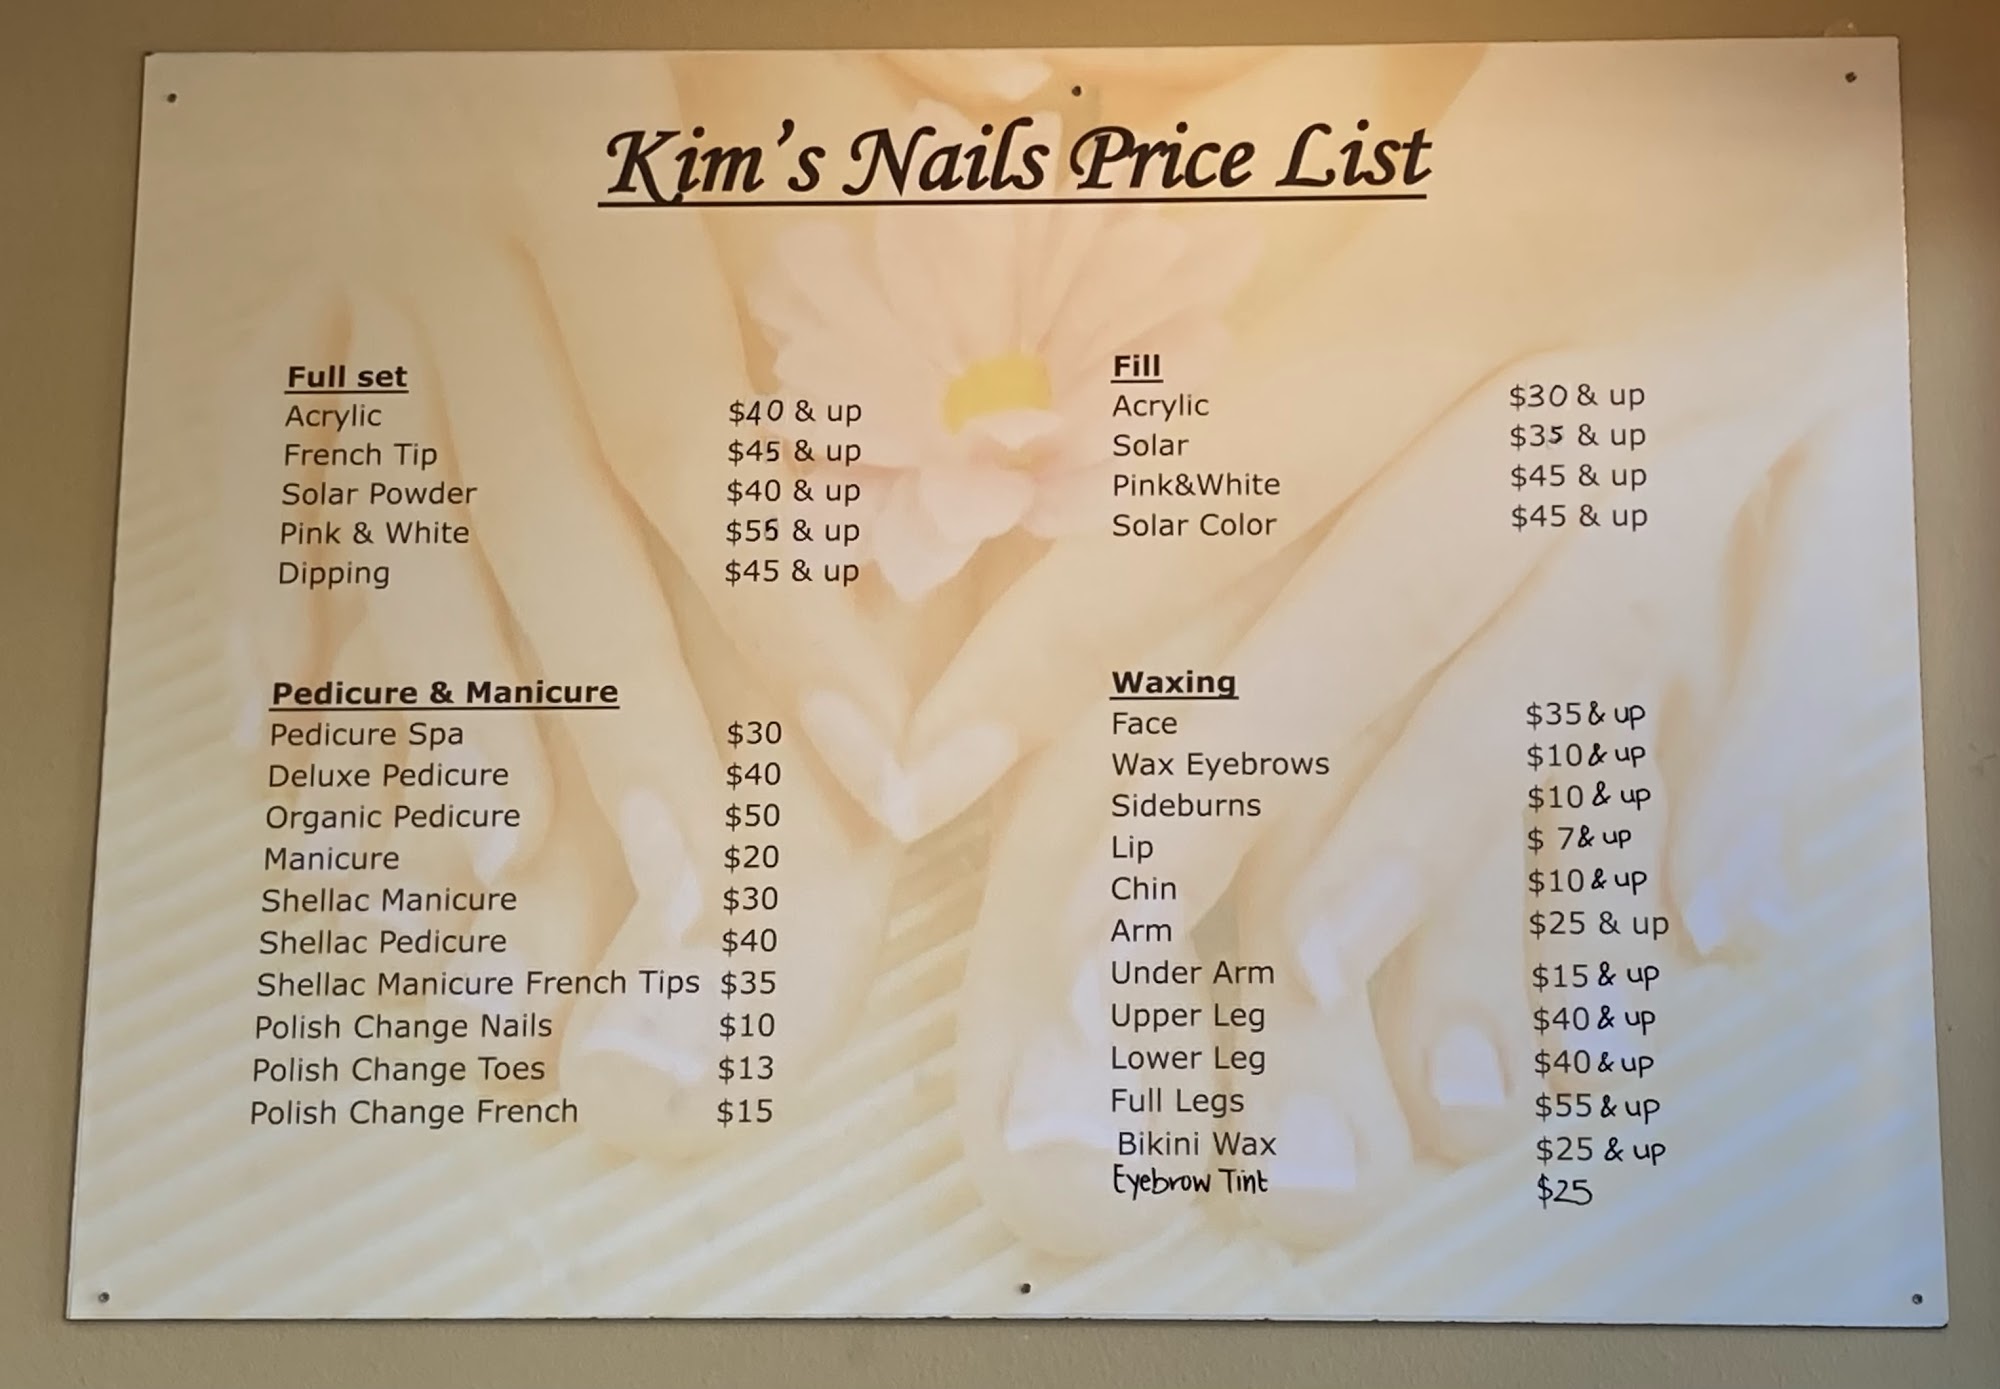 Kim's Nails Price List
Full set
Acrylic $40 & up
French Tip $45 & up
Solar Powder $40 & up
Pink & White $55 & up
Dipping $45 & up
Fill
Acrylic $30 & up
Solar $35 & up
Pink&White $45 & up
Solar Color $45 & up
Pedicure & Manicure
Pedicure Spa $30
Deluxe Pedicure $40
Organic Pedicure $50
Manicure $20
Shellac Manicure $30
Shellac Pedicure $40
Shellac Manicure French Tips $35
Polish Change Nails $10
Polish Change Toes $13
Polish Change French $15
Waxing
Face $35 & up
Wax Eyebrows $10 & up
Sideburns $10 & up
Lip $ 7 & up
Chin $10 & up
Arm $25 & up
Under Arm $15 & up
Upper Leg $40 & up
Lower Leg $40 & up
Full Legs $55 & up
Bikini Wax $25 & up
Eyebrow Tint $25